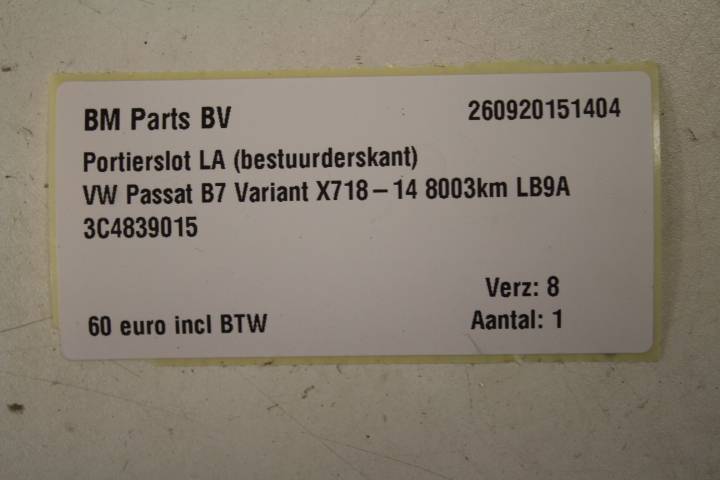 BM Parts BV 260920151404
Portierslot LA (bestuurderskant)
VW Passat B7 Variant X718-14 8003km LB9A
3C4839015
Verz: 8
60 euro incl BTW Aantal: 1